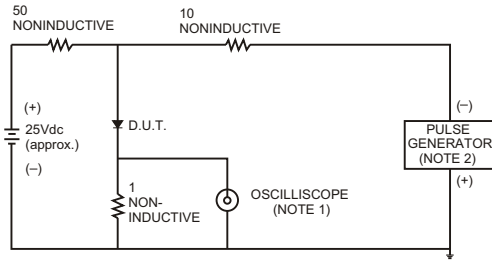 50
NONINDUCTIVE
10
NONINDUCTIVE
(+)
25Vdc
(approx.)
(–)
D.U.T.
1
NON-
INDUCTIVE
OSCILLISCOPE
(NOTE 1)
(–)
PULSE
GENERATOR
(NOTE 2)
(+)